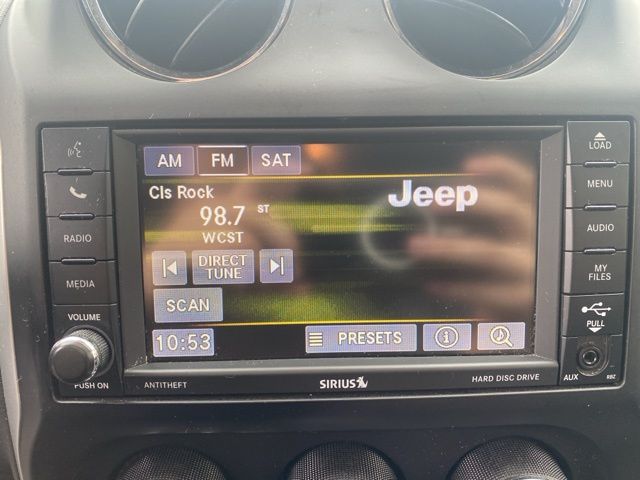 AM FM SAT
Cls Rock
98.7 ST
WCST
Jeep
DIRECT
TUNE
SCAN
10:53 PRESETS
RADIO
MEDIA
VOLUME
PUSH ON
LOAD
MENU
AUDIO
MY
FILES
PULL
AUX RBZ
ANTITHEFT SIRIUS HARD DISC DRIVE